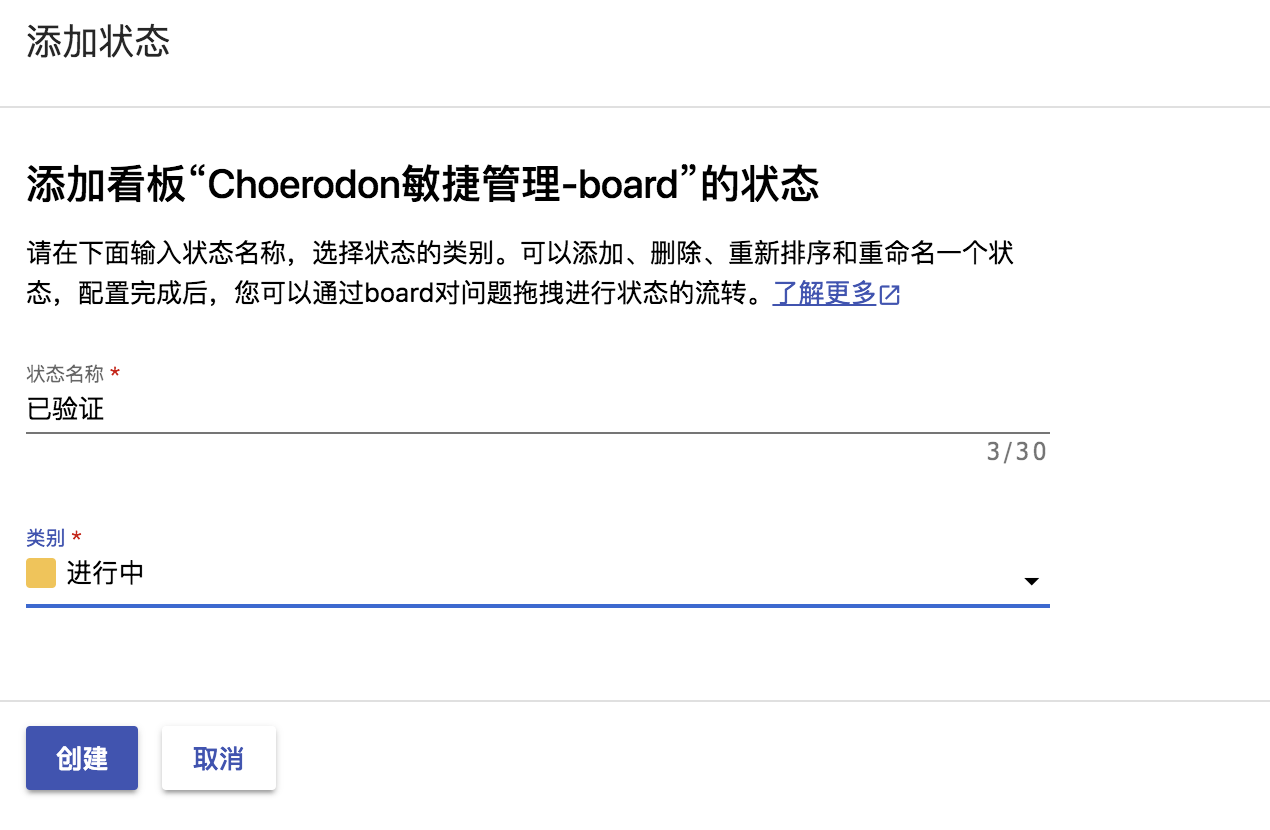 添加状态
添加看板“Choerodon敏捷管理-board”的状态
请在下面输入状态名称，选择状态的类别。可以添加、删除、重新排序和重命名一个状
态，配置完成后，您可以通过board对问题拖拽进行状态的流转。了解更多
状态名称 *
已验证
3/30
类别 *
进行中
创建 取消